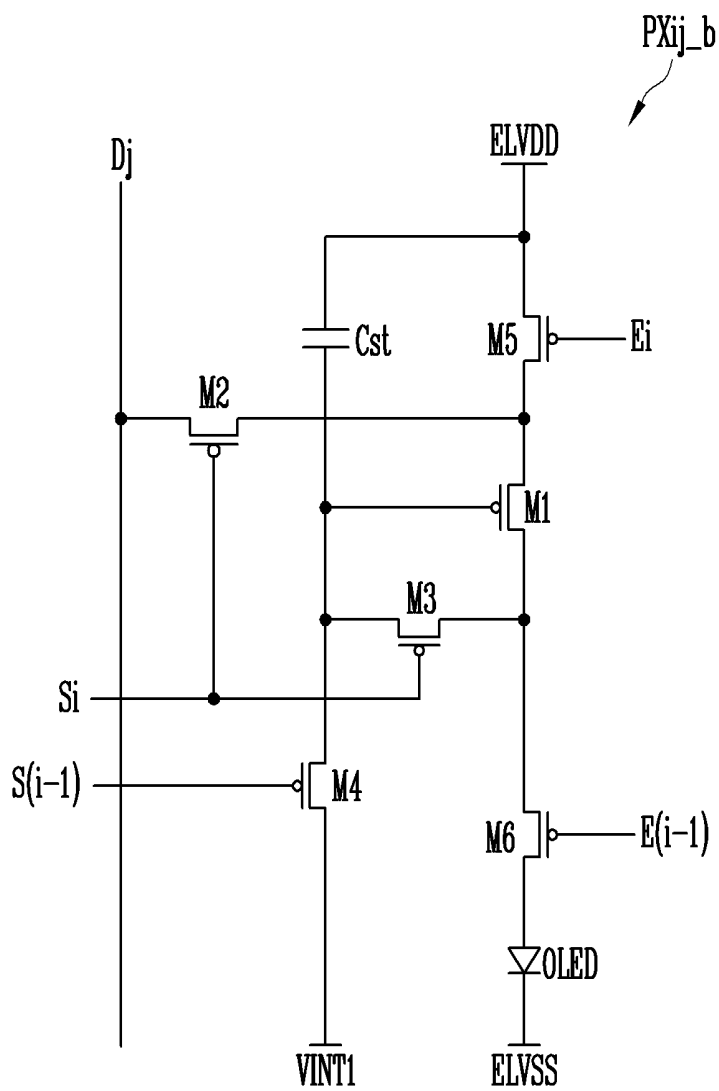 PXij_b
Dj
ELVDD
Cst
M5
Ei
M2
M1
M3
Si
S(i-1)
M4
M6
E(i-1)
OLED
VINT1
ELVSS